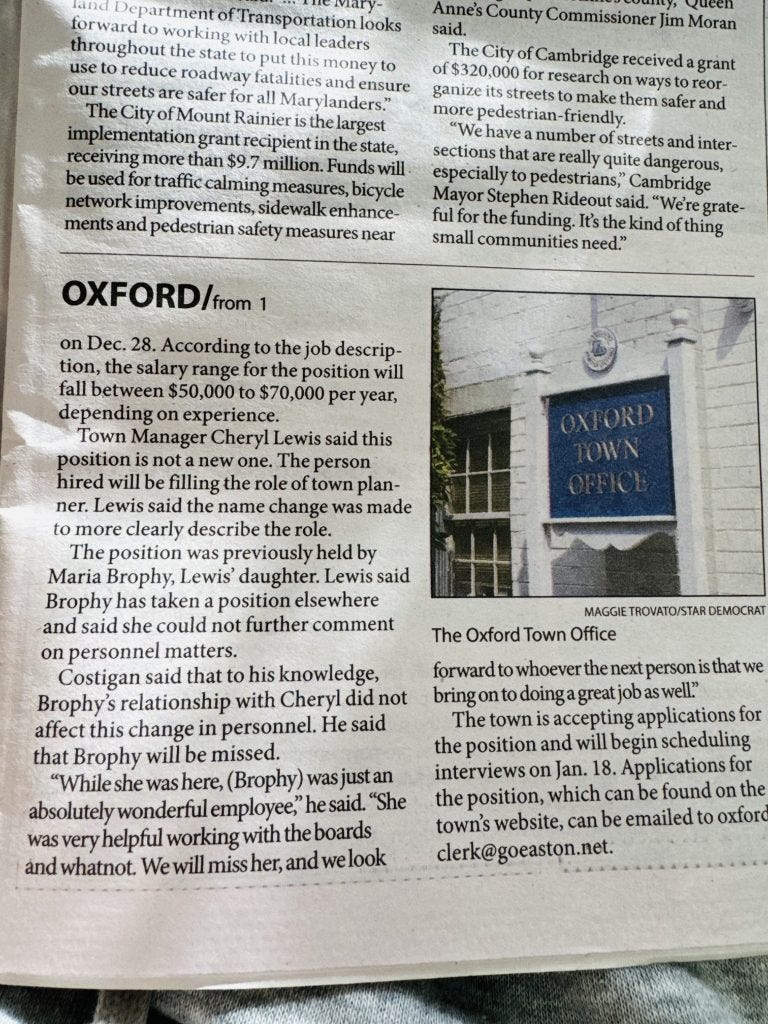 land Department of Transportation looks
forward to working with local leaders
throughout the state to put this money to
use to reduce roadway fatalities and ensure
our streets are safer for all Marylanders.”
The City of Mount Rainier is the largest
implementation grant recipient in the state,
receiving more than $9.7 million. Funds will
be used for traffic calming measures, bicycle
network improvements, sidewalk enhance-
ments and pedestrian safety measures near
Queen
Anne's County Commissioner Jim Moran
said.
The City of Cambridge received a grant
of $320,000 for research on ways to reor-
ganize its streets to make them safer and
more pedestrian-friendly.
“We have a number of streets and inter-
sections that are really quite dangerous,
especially to pedestrians,” Cambridge
Mayor Stephen Rideout said. “We're grate-
ful for the funding. It's the kind of thing
small communities need.”
OXFORD/from 1
on Dec. 28. According to the job descrip-
tion, the salary range for the position will
fall between $50,000 to $70,000 per year,
depending on experience.
Town Manager Cheryl Lewis said this
position is not a new one. The person
hired will be filling the role of town plan-
ner. Lewis said the name change was made
to more clearly describe the role.
The position was previously held by
Maria Brophy, Lewis' daughter. Lewis said
Brophy has taken a position elsewhere
and said she could not further comment
on personnel matters.
Costigan said that to his knowledge,
Brophy's relationship with Cheryl did not
affect this change in personnel. He said
that Brophy will be missed.
“While she was here, (Brophy) was just an
absolutely wonderful employee,” he said. “She
was very helpful working with the boards
and whatnot. We will miss her, and we look
OXFORD
TOWN
OFFICE
MAGGIE TROVATO/STAR DEMOCRAT
The Oxford Town Office
forward to whoever the next person is that we
bring on to doing a great job as well.”
The town is accepting applications for
the position and will begin scheduling
interviews on Jan. 18. Applications for
the position, which can be found on the
town's website, can be emailed to oxford
clerk@goeaston.net.